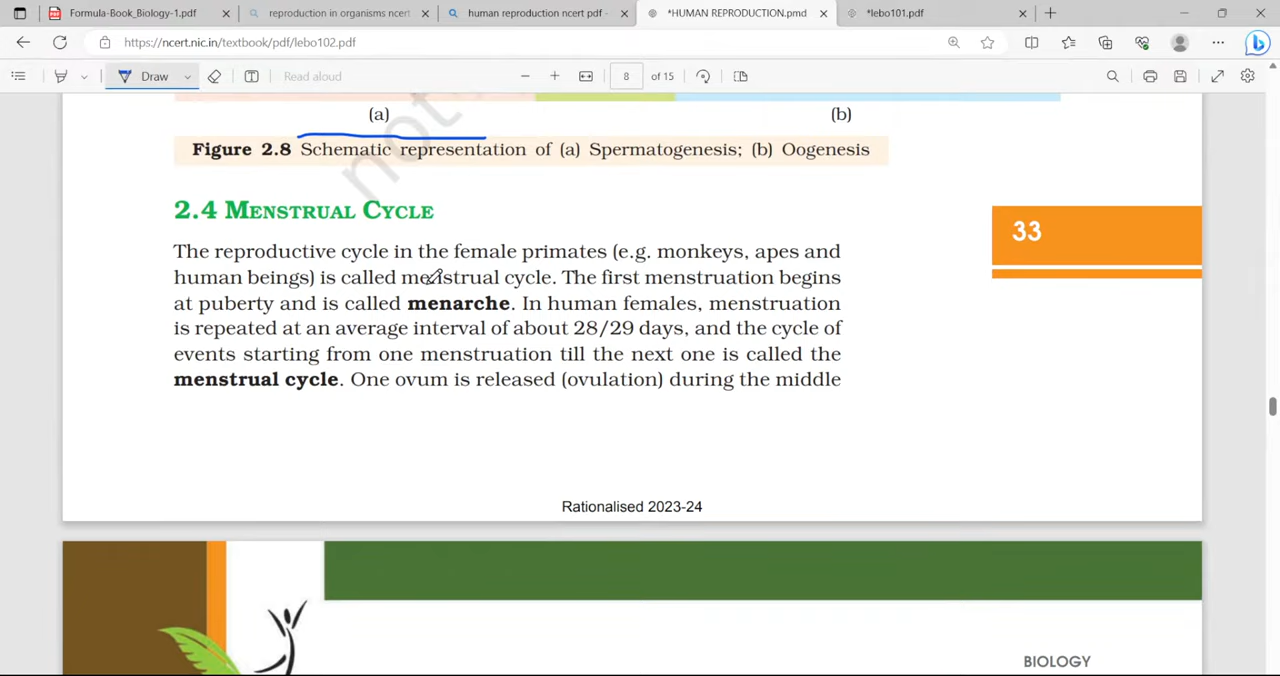 Formula-Book_Biology-1.pdf
reproduction in organisms ncert
human reproduction ncert pdf -
*HUMAN REPRODUCTION.pmd
*lebo101.pdf
https://ncert.nic.in/textbook/pdf/lebo102.pdf
Draw
Read aloud
8 of 15
(a) (b)
not
Figure 2.8 Schematic representation of (a) Spermatogenesis; (b) Oogenesis
2.4 MENSTRUAL CYCLE
33
The reproductive cycle in the female primates (e.g. monkeys, apes and
human beings) is called menstrual cycle. The first menstruation begins
at puberty and is called menarche. In human females, menstruation
is repeated at an average interval of about 28/29 days, and the cycle of
events starting from one menstruation till the next one is called the
menstrual cycle. One ovum is released (ovulation) during the middle
Rationalised 2023-24
BIOLOGY